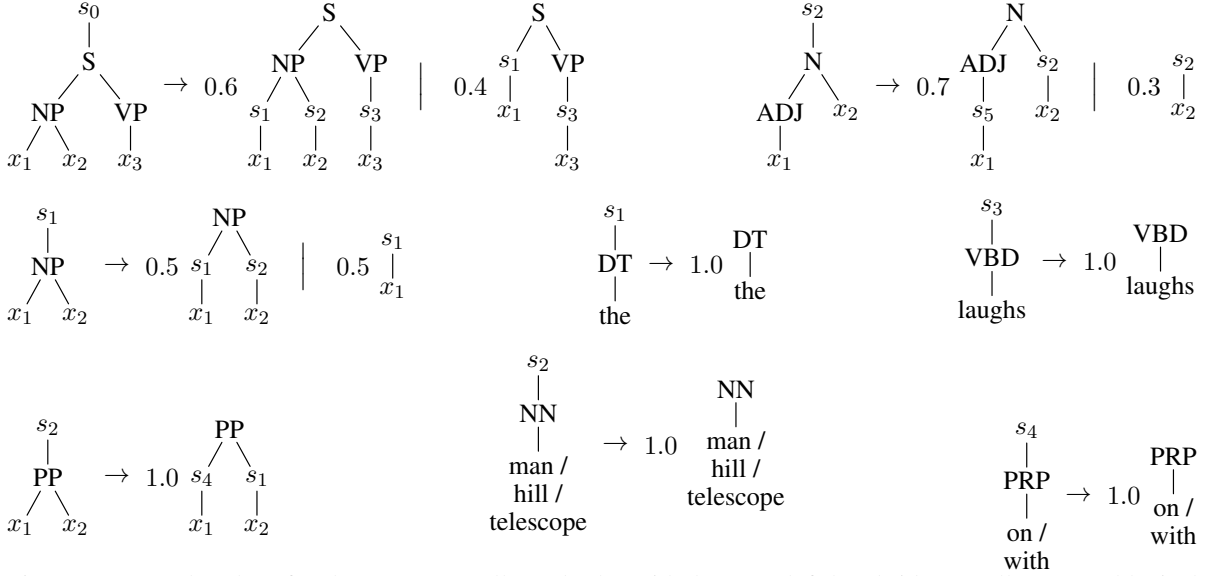 s0
S
NP VP
x1 x2 x3
→ 0.6
S
NP VP
s1 s2 s3
x1 x2 x3
|
0.4
S
s1 VP
x1 s3
x3
s2
N
ADJ x2
x1
→ 0.7
N
ADJ s2
s5 x2
x1
|
0.3
s2
x2
s1
NP
x1 x2
→ 0.5
NP
s1 s2
x1 x2
|
0.5
s1
x1
s1
DT
the
→ 1.0
DT
the
s3
VBD
laughs
→ 1.0
VBD
laughs
s2
PP
x1 x2
→ 1.0
PP
s4 s1
x1 x2
s2
NN
man /
hill /
telescope
→ 1.0
NN
man /
hill /
telescope
s4
PRP
on /
with
→ 1.0
PRP
on /
with